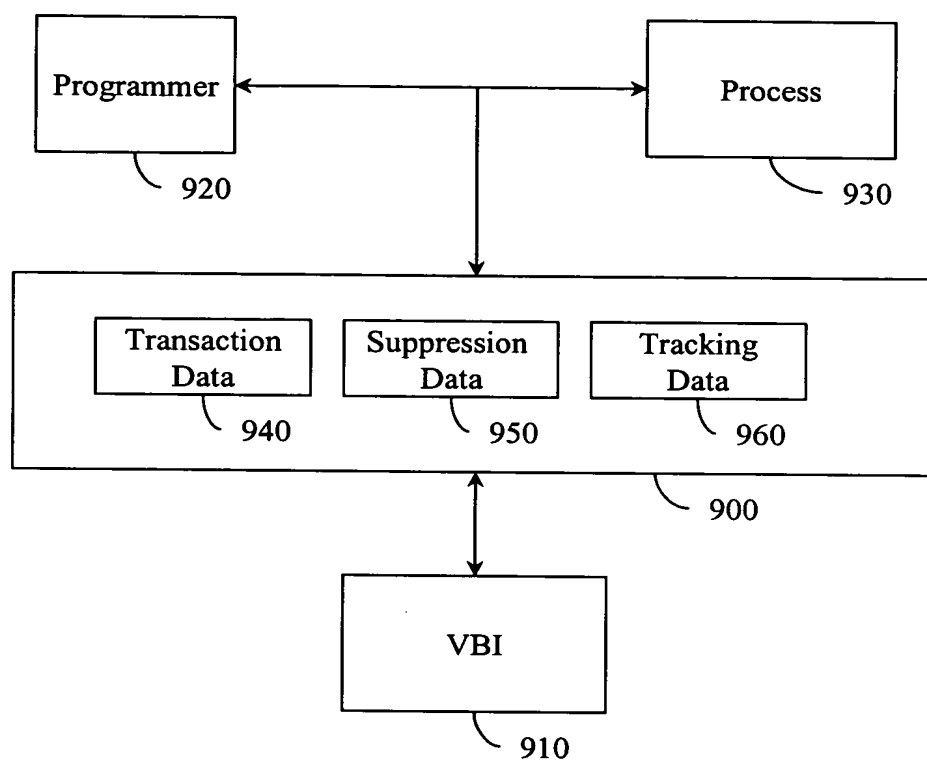 Programmer
Process
920
930
Transaction
Data
Suppression
Data
Tracking
Data
940
950
960
900
VBI
910